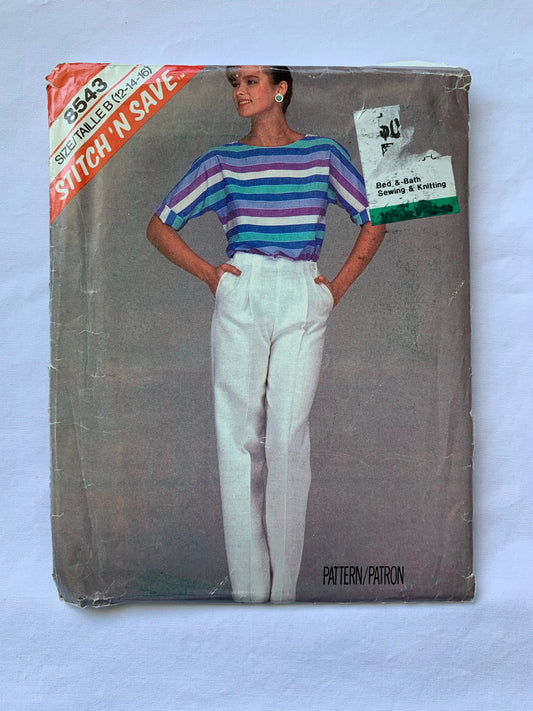 8543
SIZE/TAILLE B (12-14-16)
STITCH 'N SAVE
Bed & Bath
Sewing & Knitting
PATTERN/PATRON